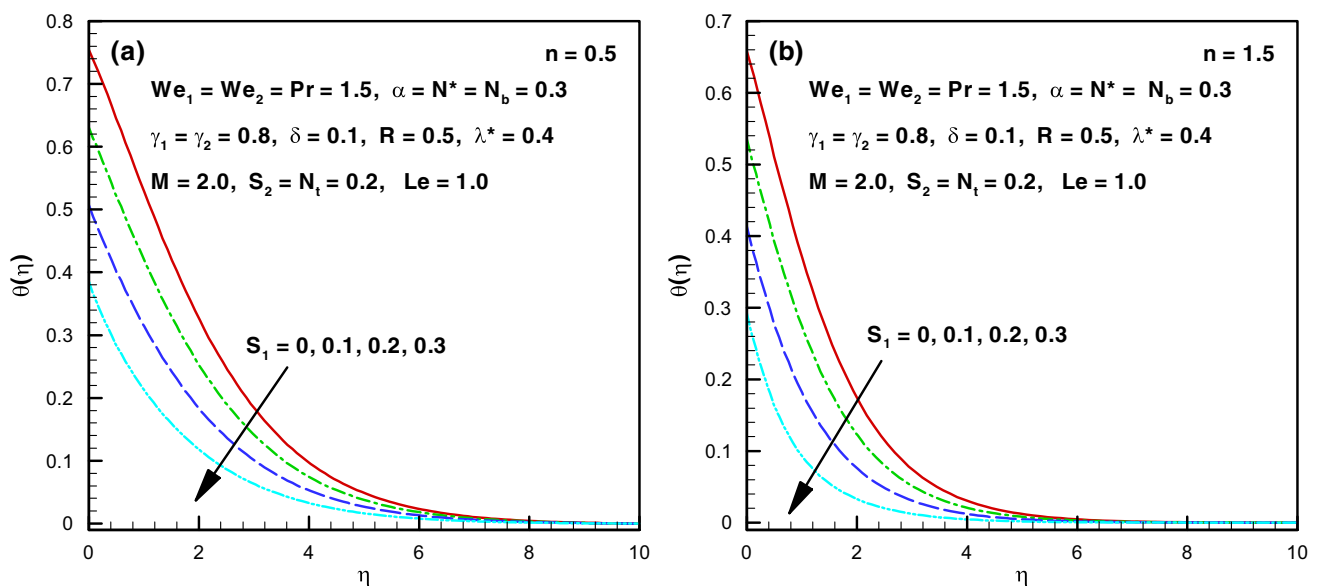 (a)
n = 0.5
We₁ = We₂ = Pr = 1.5, α = N* = N_b = 0.3
γ₁ = γ₂ = 0.8, δ = 0.1, R = 0.5, λ* = 0.4
M = 2.0, S₂ = N_t = 0.2, Le = 1.0
S₁ = 0, 0.1, 0.2, 0.3
θ(η)
0.8
0.7
0.6
0.5
0.4
0.3
0.2
0.1
0
0 2 4 6 8 10
η
(b)
n = 1.5
We₁ = We₂ = Pr = 1.5, α = N* = N_b = 0.3
γ₁ = γ₂ = 0.8, δ = 0.1, R = 0.5, λ* = 0.4
M = 2.0, S₂ = N_t = 0.2, Le = 1.0
S₁ = 0, 0.1, 0.2, 0.3
θ(η)
0.7
0.6
0.5
0.4
0.3
0.2
0.1
0
0 2 4 6 8 10
η